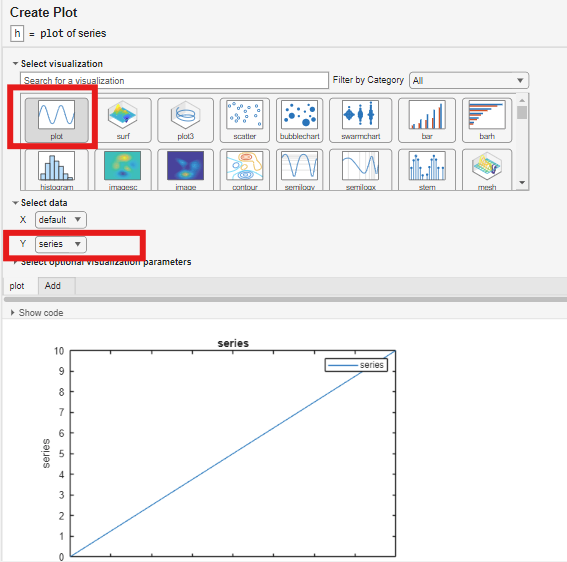 Create Plot
h = plot of series
Select visualization
Search for a visualization Filter by Category All
plot surf plot3 scatter bubblechart swarmchart bar barh
histogram imagesc image contour semilogy semilogx stem mesh
Select data
X default
Y series
Select optional visualization parameters
plot Add
Show code
series
series
10
9
8
7
6
5
4
3
2
1
0
series